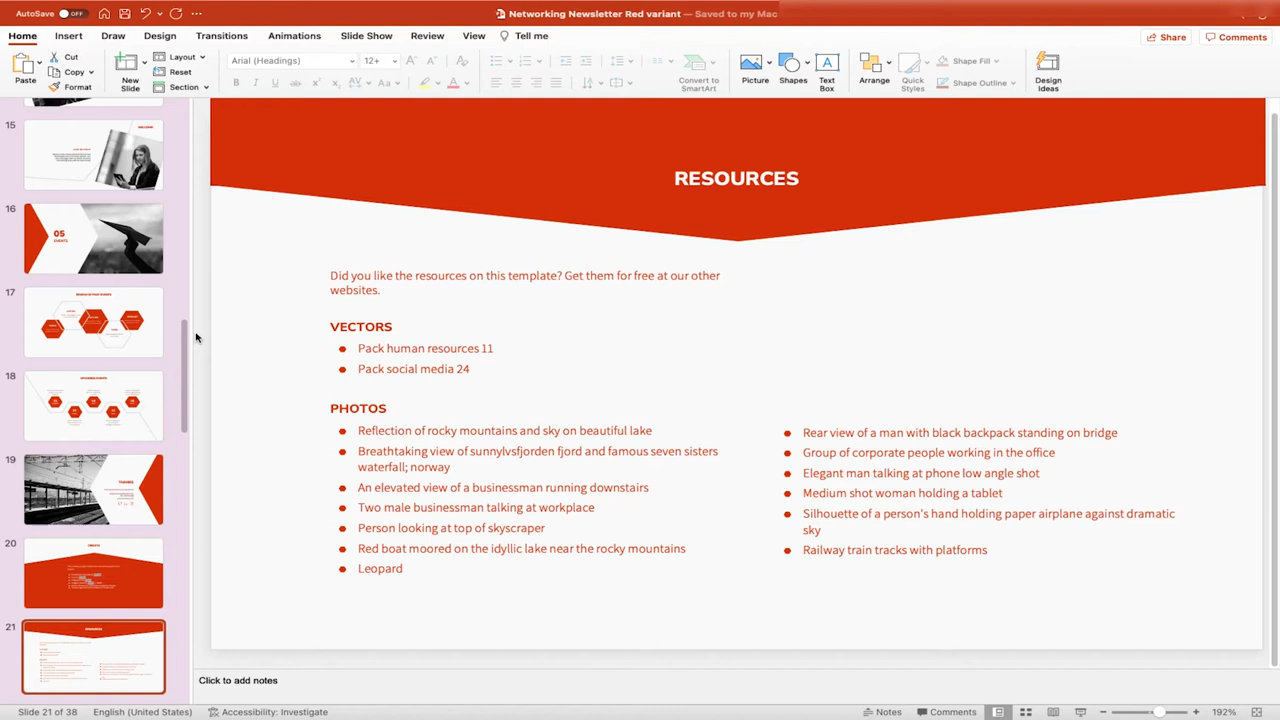 AutoSave OFF
Networking Newsletter Red variant — Saved to my Mac
Home Insert Draw Design Transitions Animations Slide Show Review View Tell me
Share Comments
Paste
Cut
Copy
Format
New
Slide
Layout
Reset
Section
Arial (Headings) 12+
Convert to
SmartArt
Picture
Shapes
Text
Box
Arrange
Quick
Styles
Shape Fill
Shape Outline
Design
Ideas
15
16
05
EVENTS
17
18
UPCOMING EVENTS
19
THANKS
20
21
RESOURCES
RESOURCES
Did you like the resources on this template? Get them for free at our other
websites.
VECTORS
Pack human resources 11
Pack social media 24
PHOTOS
Reflection of rocky mountains and sky on beautiful lake
Breathtaking view of sunnylvsfjorden fjord and famous seven sisters
waterfall; norway
An elevated view of a businessman running downstairs
Two male businessman talking at workplace
Person looking at top of skyscraper
Red boat moored on the idyllic lake near the rocky mountains
Leopard
Rear view of a man with black backpack standing on bridge
Group of corporate people working in the office
Elegant man talking at phone low angle shot
Medium shot woman holding a tablet
Silhouette of a person's hand holding paper airplane against dramatic
sky
Railway train tracks with platforms
Click to add notes
Slide 21 of 38 English (United States) Accessibility: Investigate Notes Comments 192%